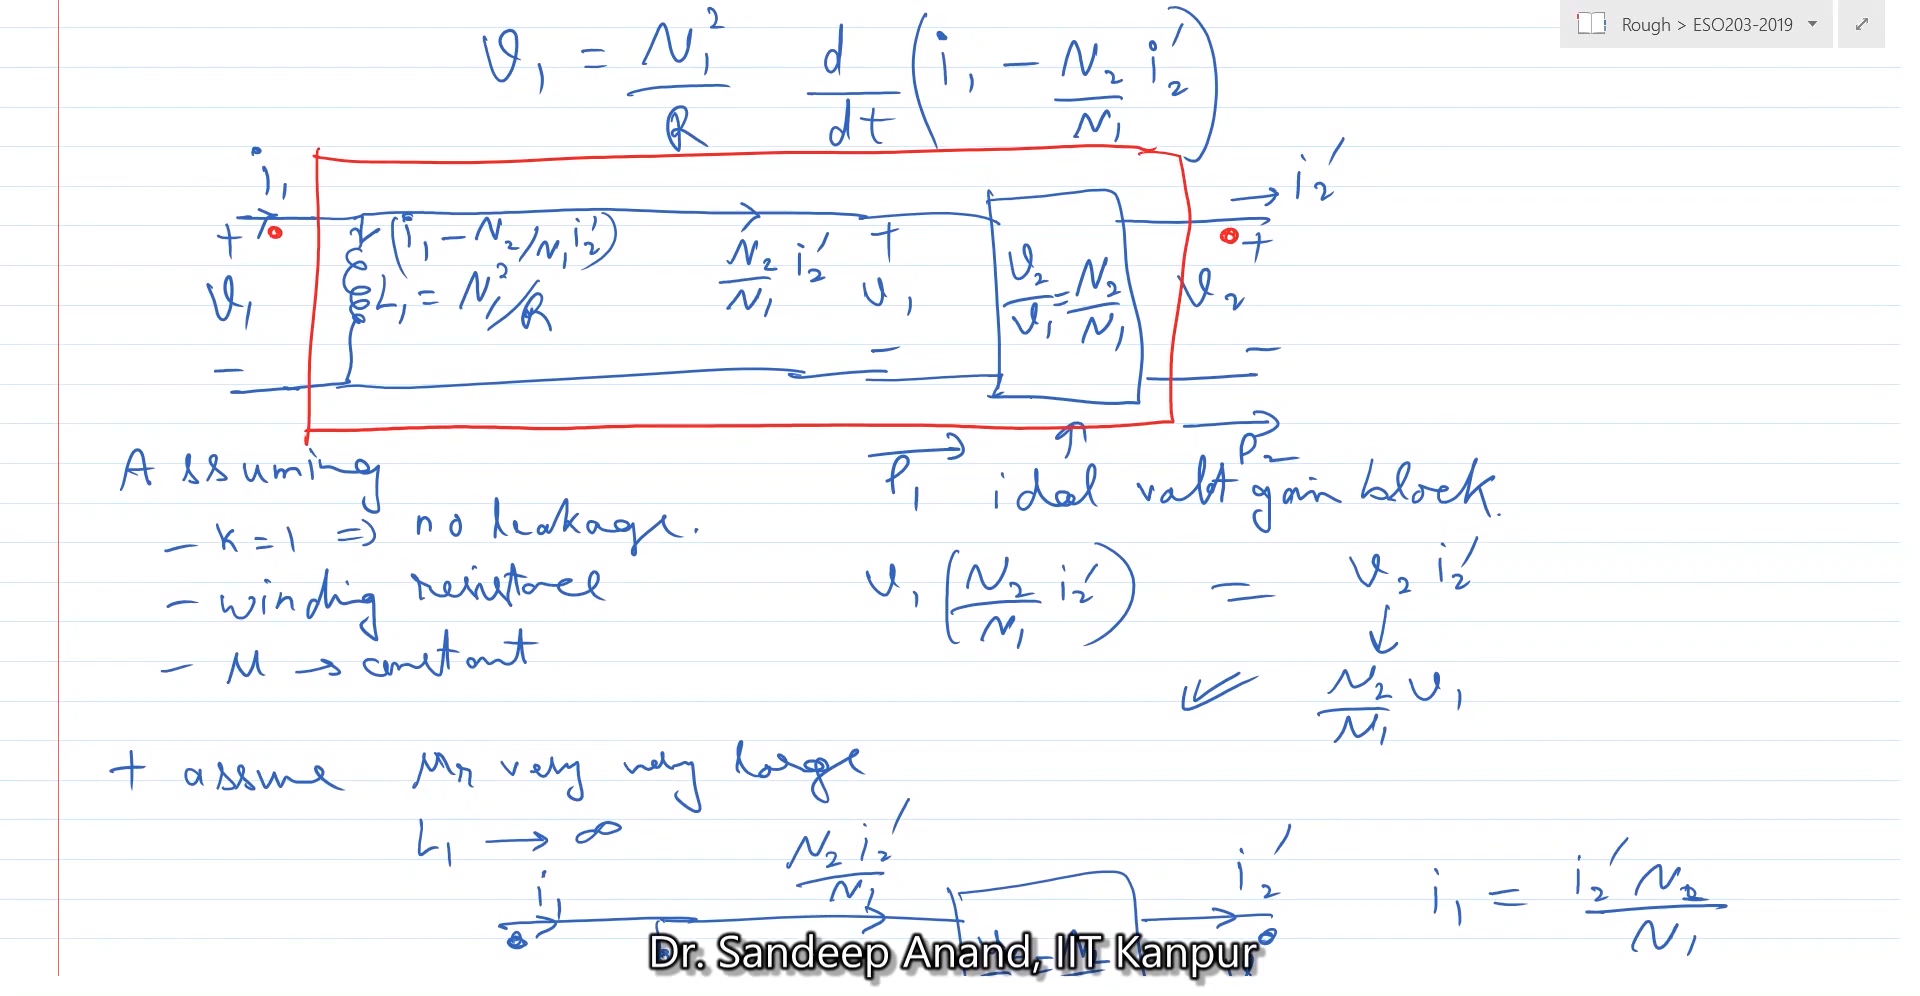 Rough > ESO203-2019
v₁ = N₁²/R d/dt (i₁ − N₂/N₁ i₂′)
i₁
i₂′
+ (i₁ − N₂/N₁ i₂′) N₂/N₁ i₂′ + +
v₁ L₁ = N₁²/R v₁ v₂/v₁ = N₂/N₁ v₂
− − −
Assuming P₁ ideal volt gain block. P₂
– k = 1 ⇒ no leakage.
– winding resistance v₁ (N₂/N₁ i₂′) = v₂ i₂′
– M → constant N₂/N₁ v₁
+ assume μr very very large
L₁ → ∞ N₂ i₂′/N₁
i₁ i₂′ i₁ = i₂′ N₂/N₁
Dr. Sandeep Anand, IIT Kanpur